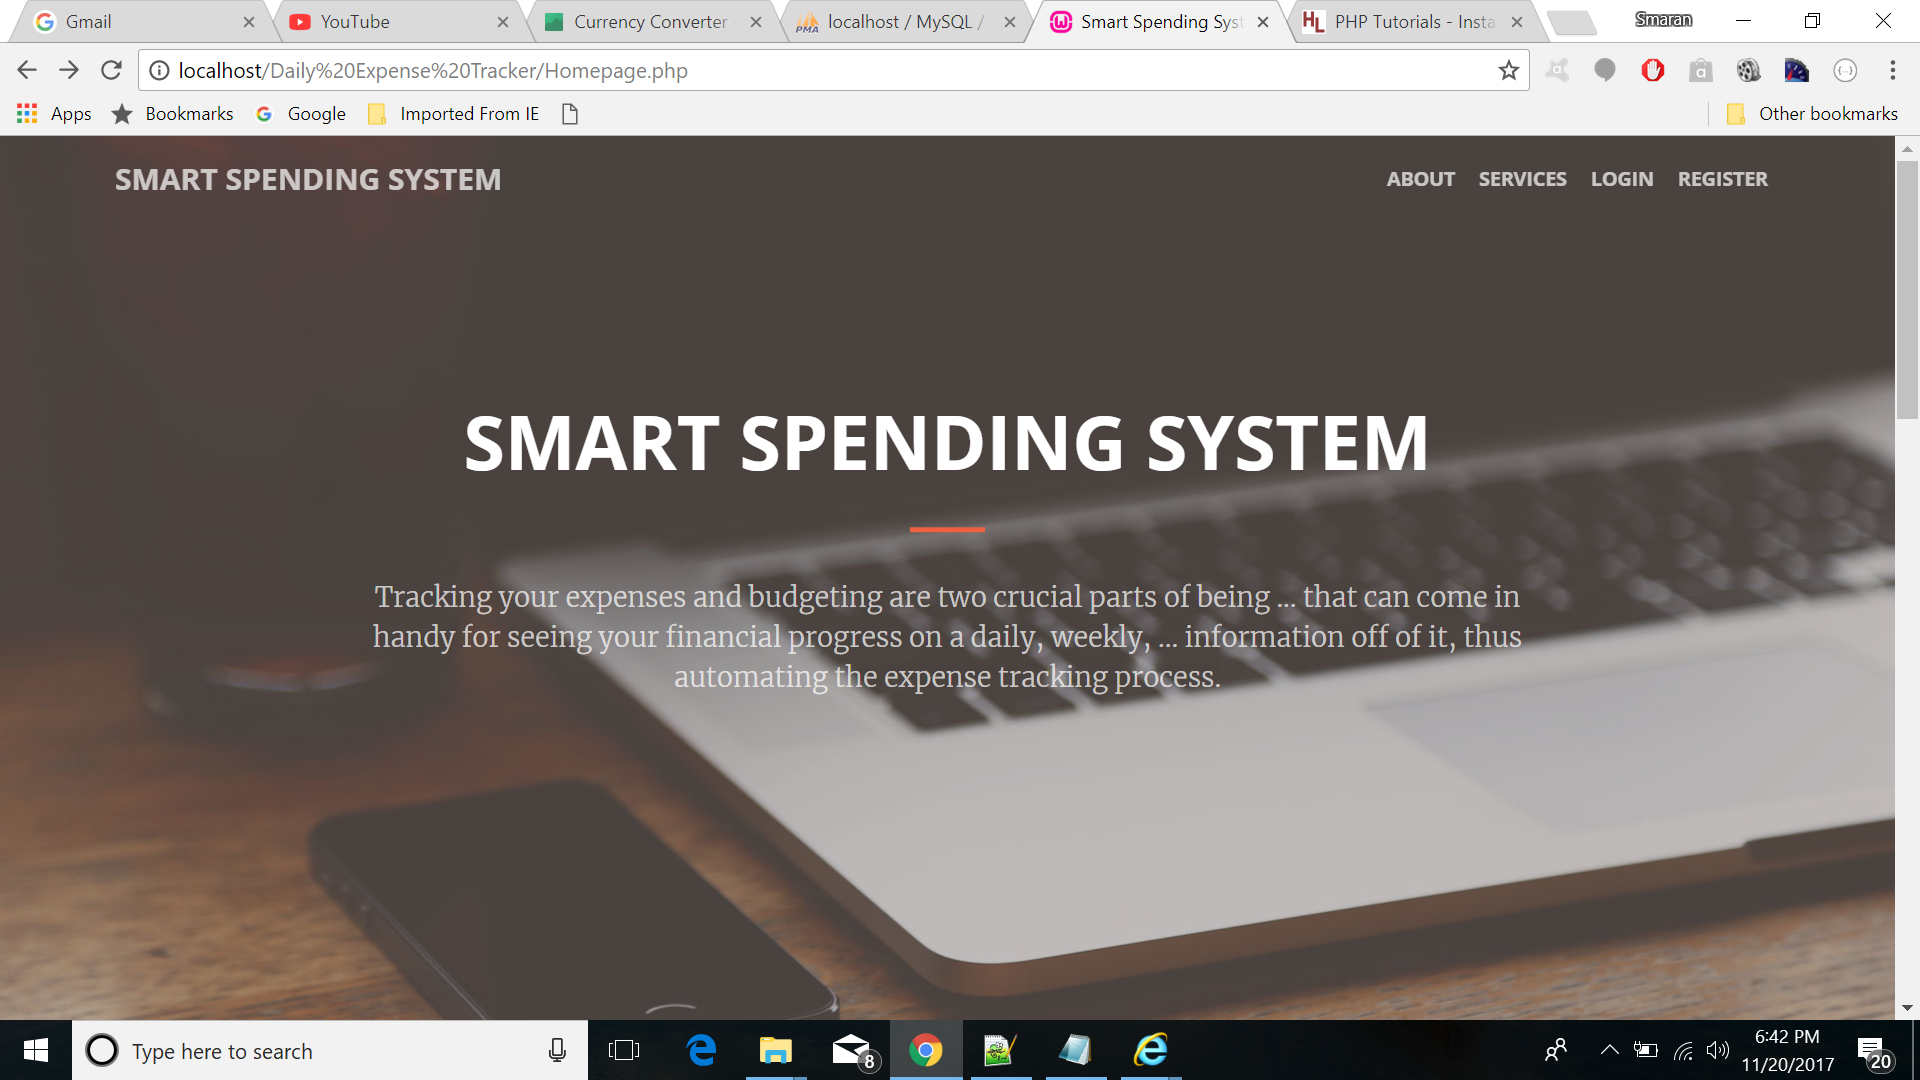 Gmail
YouTube
Currency Converter
localhost / MySQL /
Smart Spending Syst
PHP Tutorials - Insta
Smaran
localhost/Daily%20Expense%20Tracker/Homepage.php
Apps
Bookmarks
Google
Imported From IE
Other bookmarks
SMART SPENDING SYSTEM
ABOUT SERVICES LOGIN REGISTER
SMART SPENDING SYSTEM
Tracking your expenses and budgeting are two crucial parts of being ... that can come in
handy for seeing your financial progress on a daily, weekly, ... information off of it, thus
automating the expense tracking process.
Type here to search
8
6:42 PM
11/20/2017
20